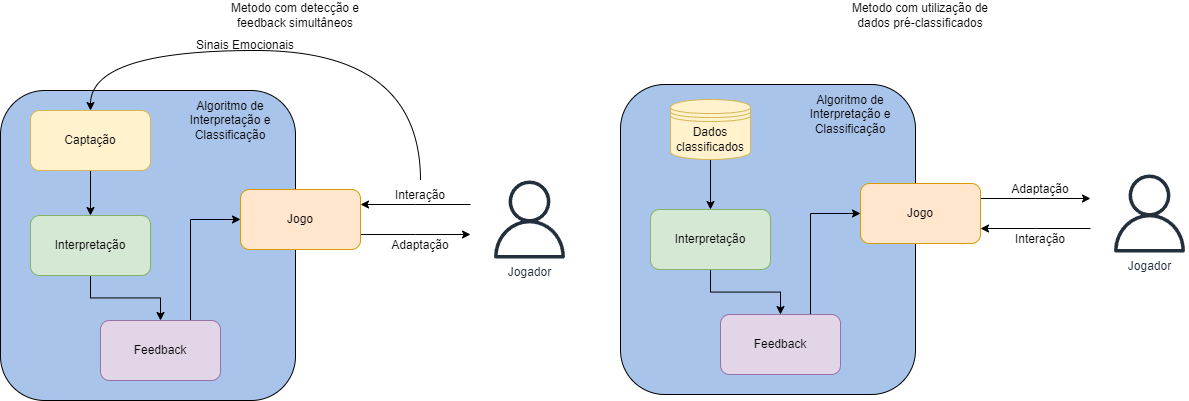 Metodo com detecção e
feedback simultâneos
Sinais Emocionais
Algoritmo de
Interpretação e
Classificação
Captação
Interpretação
Feedback
Jogo
Interação
Adaptação
Jogador
Metodo com utilização de
dados pré-classificados
Algoritmo de
Interpretação e
Classificação
Dados
classificados
Interpretação
Feedback
Jogo
Adaptação
Interação
Jogador